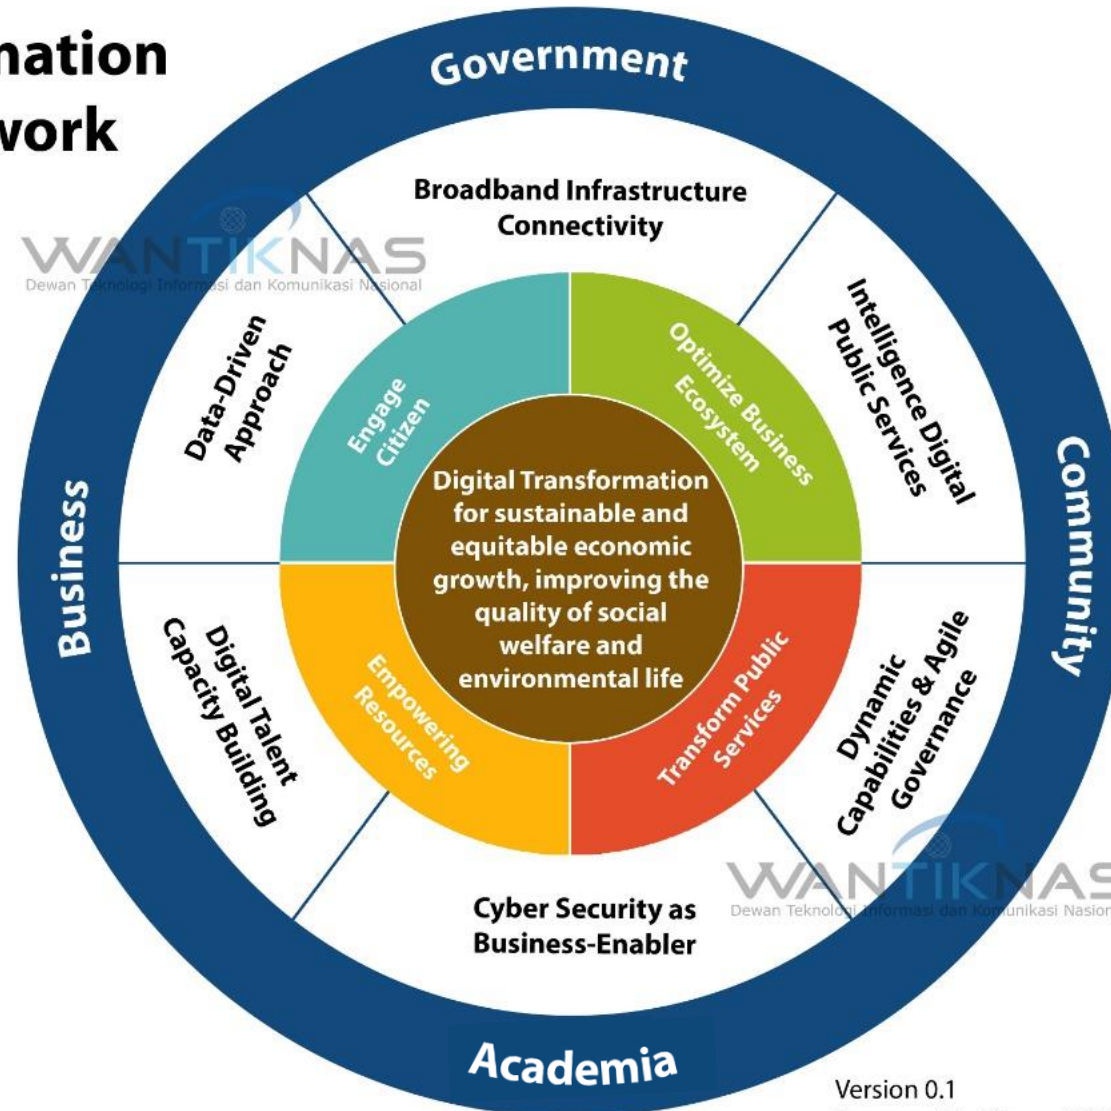 mation
work
Government
Broadband Infrastructure
Connectivity
WANTIKNAS
Dewan Teknologi Informasi dan Komunikasi Nasional
Data-Driven
Approach
Intelligence Digital
Public Services
Engage
Citizen
Optimize Business
Ecosystem
Business
Community
Digital Transformation
for sustainable and
equitable economic
growth, improving the
quality of social
welfare and
environmental life
Digital Talent
Capacity Building
Empowering
Resources
Transform Public
Services
Dynamic
Capabilities & Agile
Governance
WANTIKNAS
Dewan Teknologi Informasi dan Komunikasi Nasion
Cyber Security as
Business-Enabler
Academia
Version 0.1